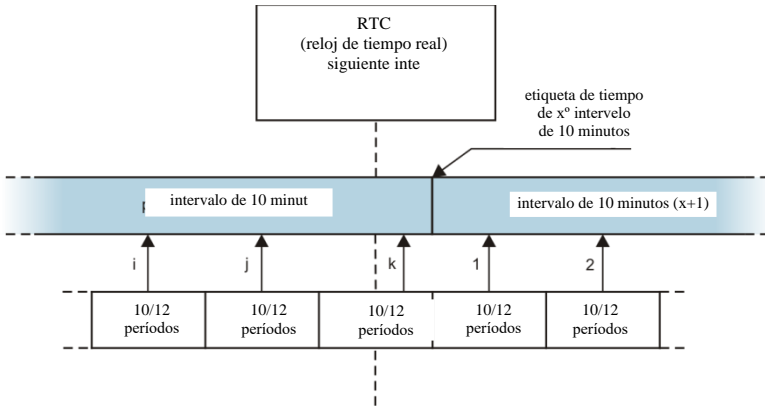 RTC
(reloj de tiempo real)
siguiente inte
etiqueta de tiempo
de xº intervelo
de 10 minutos
intervalo de 10 minut
intervalo de 10 minutos (x+1)
i
j
k
1
2
10/12
períodos
10/12
períodos
10/12
períodos
10/12
períodos
10/12
períodos